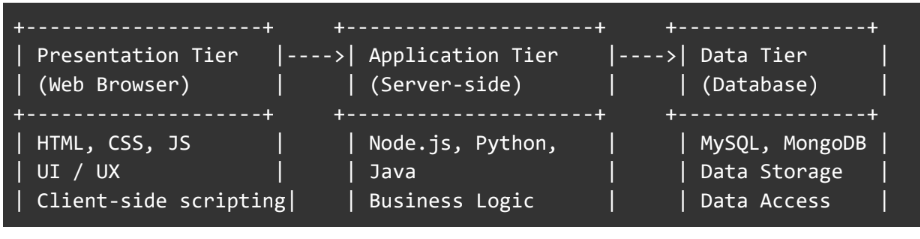 +--------------------+     +---------------------+     +----------------+
| Presentation Tier   |---->| Application Tier    |---->| Data Tier      |
| (Web Browser)       |     | (Server-side)       |     | (Database)     |
+--------------------+     +---------------------+     +----------------+
| HTML, CSS, JS       |     | Node.js, Python,    |     | MySQL, MongoDB |
| UI / UX             |     | Java                |     | Data Storage   |
| Client-side scripting|    | Business Logic      |     | Data Access    |